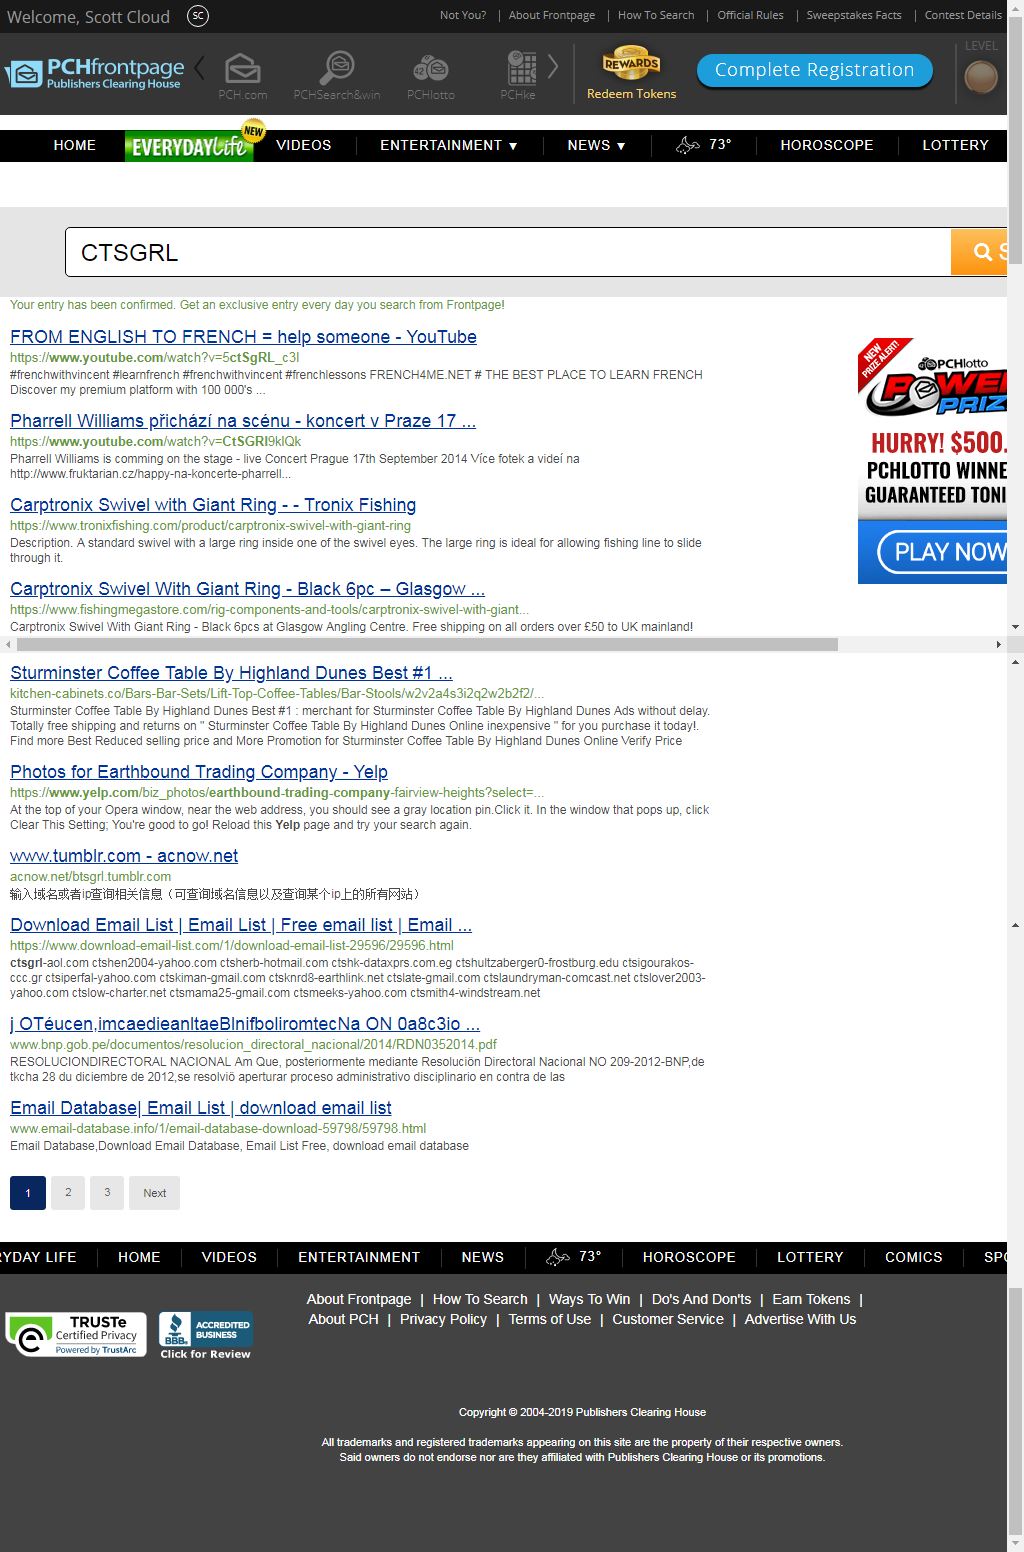 Welcome, Scott Cloud SC Not You? | About Frontpage | How To Search | Official Rules | Sweepstakes Facts | Contest Details
PCHfrontpage
Publishers Clearing House
PCH.com PCHSearch&win PCHlotto PCHke
REWARDS
Redeem Tokens
Complete Registration
LEVEL
HOME EVERYDAY Life NEW VIDEOS ENTERTAINMENT ▼ NEWS ▼ 73° HOROSCOPE LOTTERY
CTSGRL S
Your entry has been confirmed. Get an exclusive entry every day you search from Frontpage!
FROM ENGLISH TO FRENCH = help someone - YouTube
https://www.youtube.com/watch?v=5ctSgRL_c3I
#frenchwithvincent #learnfrench #frenchwithvincent #frenchlessons FRENCH4ME.NET # THE BEST PLACE TO LEARN FRENCH
Discover my premium platform with 100 000's ...
Pharrell Williams přichází na scénu - koncert v Praze 17 ...
https://www.youtube.com/watch?v=CtSGRl9klQk
Pharrell Williams is comming on the stage - live Concert Prague 17th September 2014 Více fotek a videí na
http://www.fruktarian.cz/happy-na-koncerte-pharrell...
Carptronix Swivel with Giant Ring - - Tronix Fishing
https://www.tronixfishing.com/product/carptronix-swivel-with-giant-ring
Description. A standard swivel with a large ring inside one of the swivel eyes. The large ring is ideal for allowing fishing line to slide
through it.
Carptronix Swivel With Giant Ring - Black 6pc – Glasgow ...
https://www.fishingmegastore.com/rig-components-and-tools/carptronix-swivel-with-giant...
Carptronix Swivel With Giant Ring - Black 6pcs at Glasgow Angling Centre. Free shipping on all orders over £50 to UK mainland!
NEW PRIZE ALERT!
PCHlotto
POWER
PRIZ
HURRY! $500,
PCHLOTTO WINNE
GUARANTEED TONI
PLAY NOW
Sturminster Coffee Table By Highland Dunes Best #1 ...
kitchen-cabinets.co/Bars-Bar-Sets/Lift-Top-Coffee-Tables/Bar-Stools/w2v2a4s3i2q2w2b2f2/...
Sturminster Coffee Table By Highland Dunes Best #1 : merchant for Sturminster Coffee Table By Highland Dunes Ads without delay.
Totally free shipping and returns on " Sturminster Coffee Table By Highland Dunes Online inexpensive " for you purchase it today!.
Find more Best Reduced selling price and More Promotion for Sturminster Coffee Table By Highland Dunes Online Verify Price
Photos for Earthbound Trading Company - Yelp
https://www.yelp.com/biz_photos/earthbound-trading-company-fairview-heights?select=...
At the top of your Opera window, near the web address, you should see a gray location pin.Click it. In the window that pops up, click
Clear This Setting; You're good to go! Reload this Yelp page and try your search again.
www.tumblr.com - acnow.net
acnow.net/btsgrl.tumblr.com
输入域名或者ip查询相关信息（可查询域名信息以及查询某个ip上的所有网站）
Download Email List | Email List | Free email list | Email ...
https://www.download-email-list.com/1/download-email-list-29596/29596.html
ctsgrl-aol.com ctshen2004-yahoo.com ctsherb-hotmail.com ctshk-dataxprs.com.eg ctshultzaberger0-frostburg.edu ctsigourakos-
ccc.gr ctsiperfal-yahoo.com ctskiman-gmail.com ctsknrd8-earthlink.net ctslate-gmail.com ctslaundryman-comcast.net ctslover2003-
yahoo.com ctslow-charter.net ctsmama25-gmail.com ctsmeeks-yahoo.com ctsmith4-windstream.net
j OTéucen,imcaedieanltaeBlnifboliromtecNa ON 0a8c3io ...
www.bnp.gob.pe/documentos/resolucion_directoral_nacional/2014/RDN0352014.pdf
RESOLUCIONDIRECTORAL NACIONAL Am Que, posteriormente mediante Resolución Directoral Nacional NO 209-2012-BNP,de
tkcha 28 du diciembre de 2012,se resolvió aperturar proceso administrativo disciplinario en contra de las
Email Database| Email List | download email list
www.email-database.info/1/email-database-download-59798/59798.html
Email Database,Download Email Database, Email List Free, download email database
1 2 3 Next
RYDAY LIFE HOME VIDEOS ENTERTAINMENT NEWS 73° HOROSCOPE LOTTERY COMICS SPO
TRUSTe
Certified Privacy
Powered by TrustArc
BBB.
ACCREDITED
BUSINESS
Click for Review
About Frontpage | How To Search | Ways To Win | Do's And Don'ts | Earn Tokens |
About PCH | Privacy Policy | Terms of Use | Customer Service | Advertise With Us
Copyright © 2004-2019 Publishers Clearing House
All trademarks and registered trademarks appearing on this site are the property of their respective owners.
Said owners do not endorse nor are they affiliated with Publishers Clearing House or its promotions.